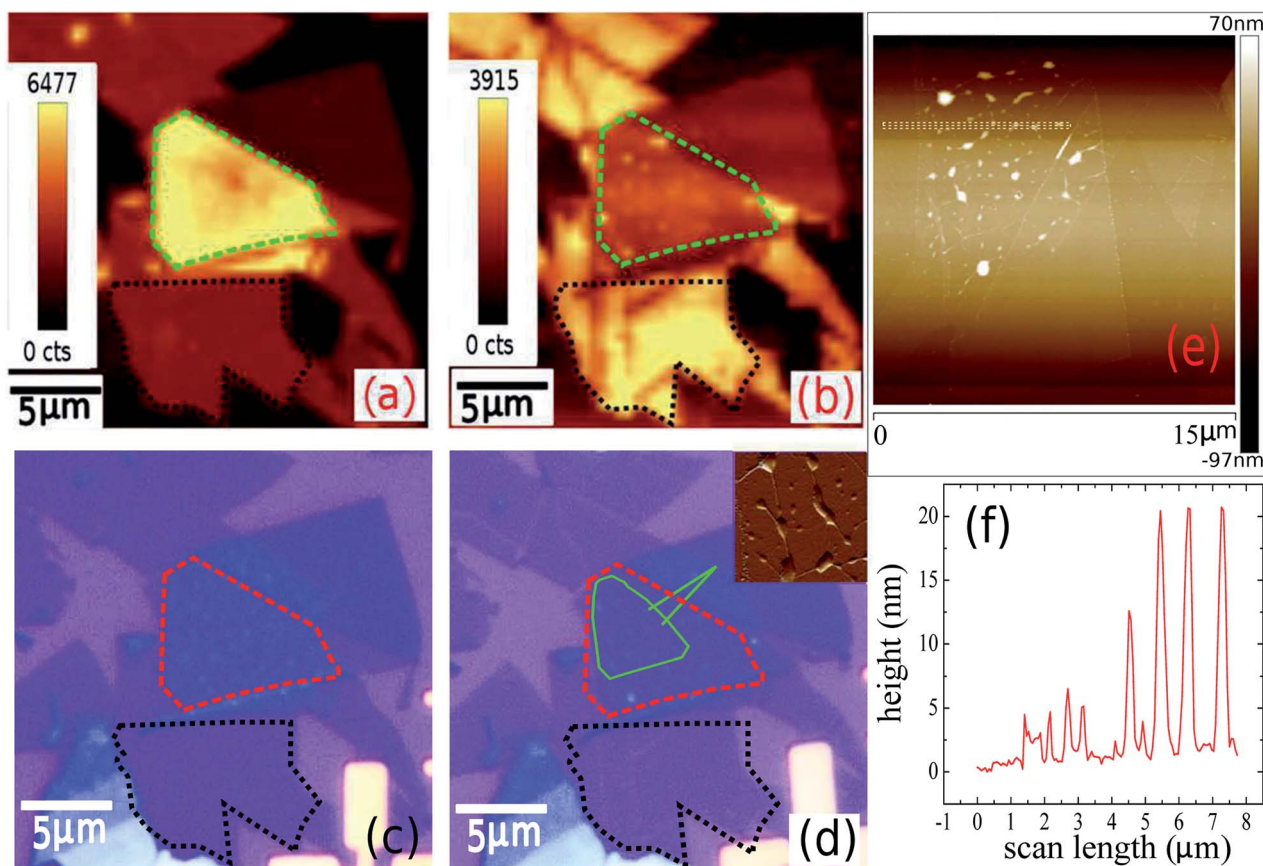 6477
0 cts
5μm
(a)
3915
0 cts
5μm
(b)
70nm
(e)
0
15μm
-97nm
5μm
(c)
5μm
(d)
(f)
height (nm)
20
15
10
5
0
-1 0 1 2 3 4 5 6 7 8
scan length (μm)